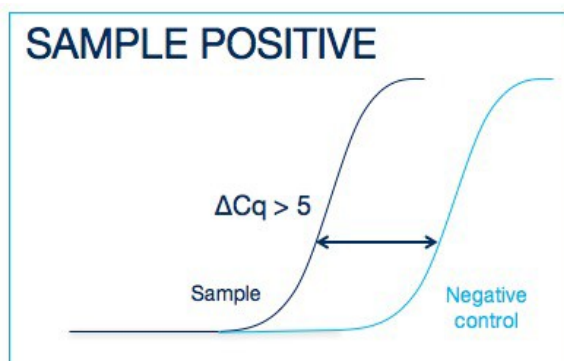 SAMPLE POSITIVE
ΔCq > 5
Sample
Negative
control